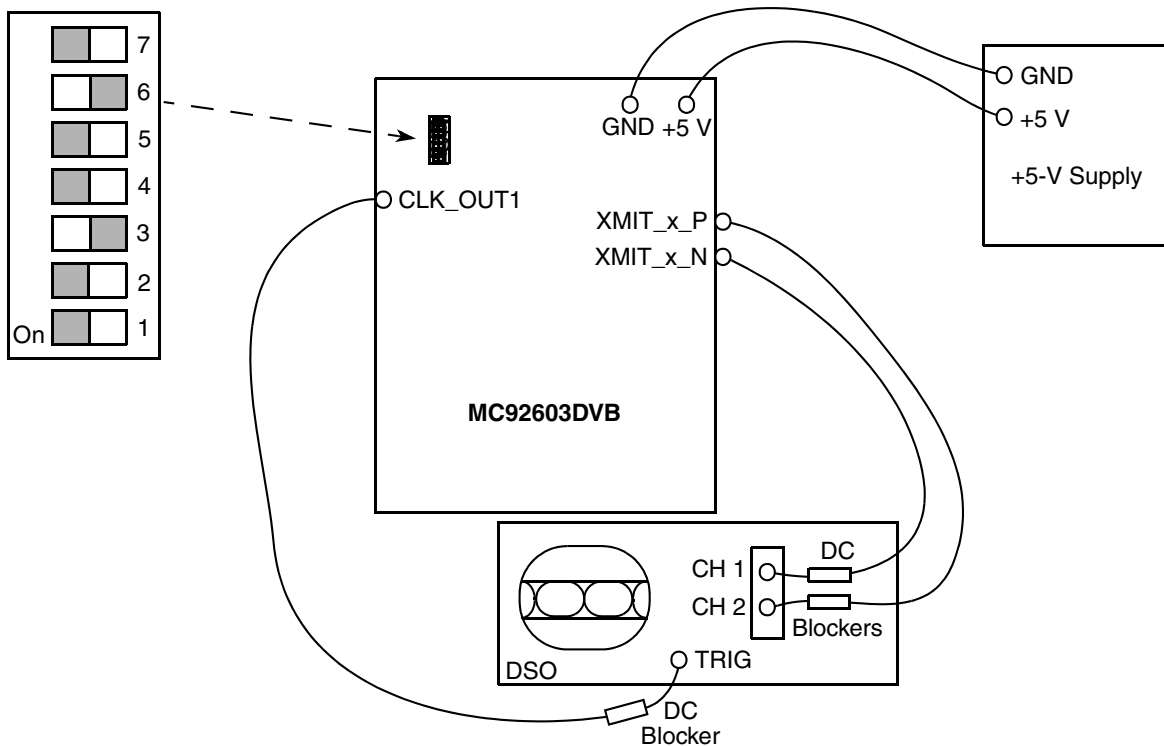 7
6
5
4
3
2
On
1
GND +5 V
CLK_OUT1
XMIT_x_P
XMIT_x_N
MC92603DVB
GND
+5 V
+5-V Supply
CH 1
CH 2
DC
Blockers
TRIG
DSO
DC
Blocker